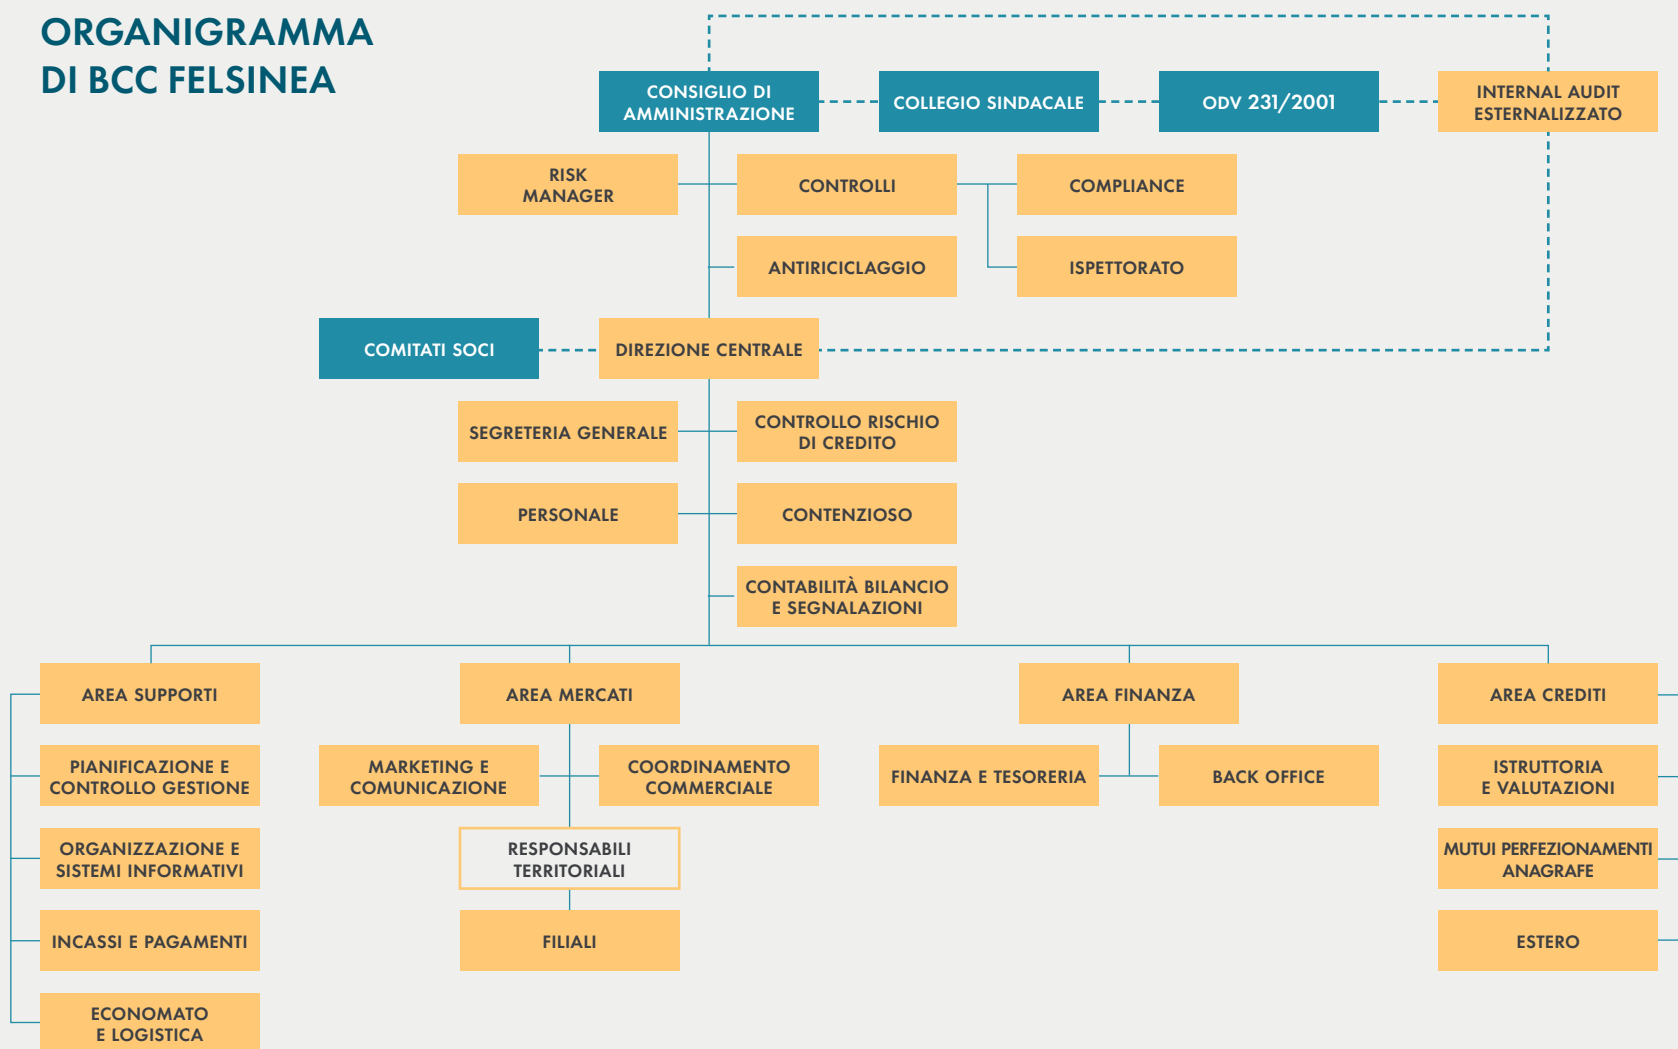 ORGANIGRAMMA
DI BCC FELSINEA
CONSIGLIO DI
AMMINISTRAZIONE
COLLEGIO SINDACALE
ODV 231/2001
INTERNAL AUDIT
ESTERNALIZZATO
RISK
MANAGER
CONTROLLI
COMPLIANCE
ANTIRICICLAGGIO
ISPETTORATO
COMITATI SOCI
DIREZIONE CENTRALE
SEGRETERIA GENERALE
CONTROLLO RISCHIO
DI CREDITO
PERSONALE
CONTENZIOSO
CONTABILITÀ BILANCIO
E SEGNALAZIONI
AREA SUPPORTI
AREA MERCATI
AREA FINANZA
AREA CREDITI
PIANIFICAZIONE E
CONTROLLO GESTIONE
MARKETING E
COMUNICAZIONE
COORDINAMENTO
COMMERCIALE
FINANZA E TESORERIA
BACK OFFICE
ISTRUTTORIA
E VALUTAZIONI
ORGANIZZAZIONE E
SISTEMI INFORMATIVI
RESPONSABILI
TERRITORIALI
MUTUI PERFEZIONAMENTI
ANAGRAFE
INCASSI E PAGAMENTI
FILIALI
ESTERO
ECONOMATO
E LOGISTICA